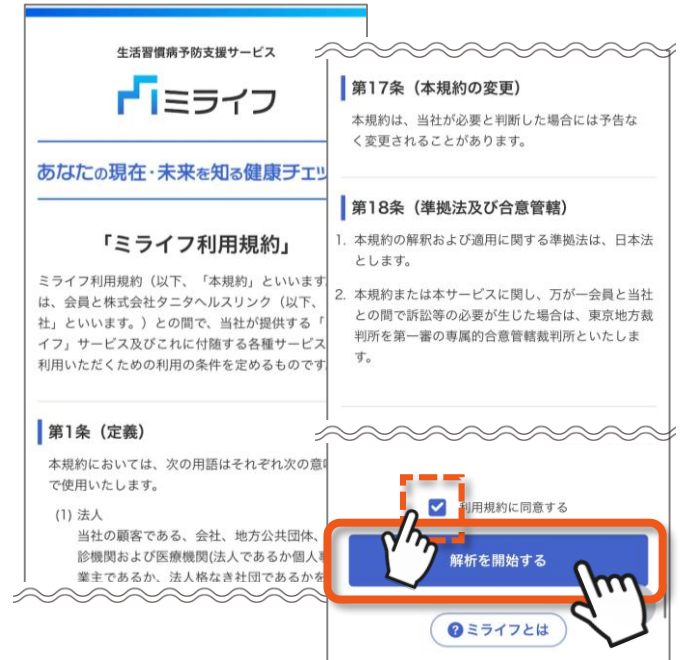 生活習慣病予防支援サービス
ミライフ
あなたの現在・未来を知る健康チェッ
「ミライフ利用規約」
ミライフ利用規約（以下、「本規約」といいます
は、会員と株式会社タニタヘルスリンク（以下、
社」といいます。）との間で、当社が提供する「
イフ」サービス及びこれに付随する各種サービス
利用いただくための利用の条件を定めるものです
第1条（定義）
本規約においては、次の用語はそれぞれ次の意
で使用いたします。
(1) 法人
当社の顧客である、会社、地方公共団体、
診機関および医療機関(法人であるか個人
業主であるか、法人格なき社団であるかを
第17条（本規約の変更）
本規約は、当社が必要と判断した場合には予告な
く変更されることがあります。
第18条（準拠法及び合意管轄）
1. 本規約の解釈および適用に関する準拠法は、日本法
とします。
2. 本規約または本サービスに関し、万が一会員と当社
との間で訴訟等の必要が生じた場合は、東京地方裁
判所を第一審の専属的合意管轄裁判所といたしま
す。
利用規約に同意する
解析を開始する
ミライフとは